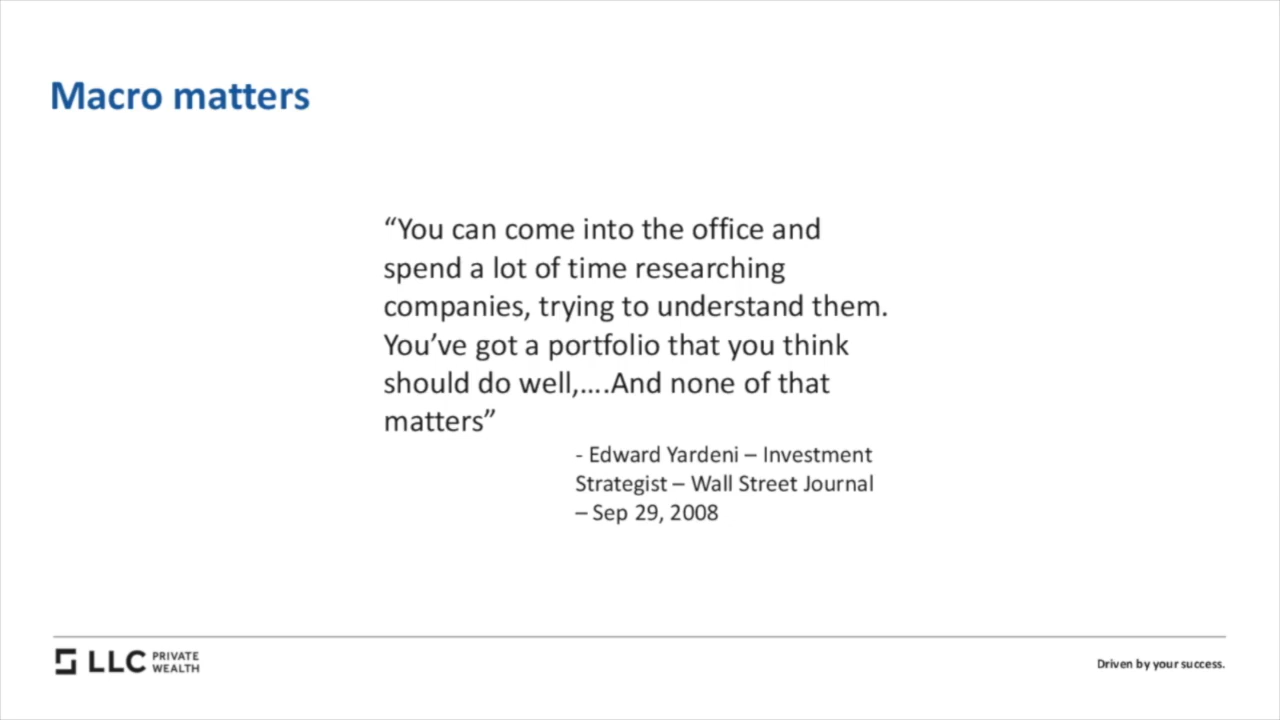 Macro matters
“You can come into the office and
spend a lot of time researching
companies, trying to understand them.
You’ve got a portfolio that you think
should do well,....And none of that
matters”
- Edward Yardeni – Investment
Strategist – Wall Street Journal
– Sep 29, 2008
LLC PRIVATE WEALTH
Driven by your success.